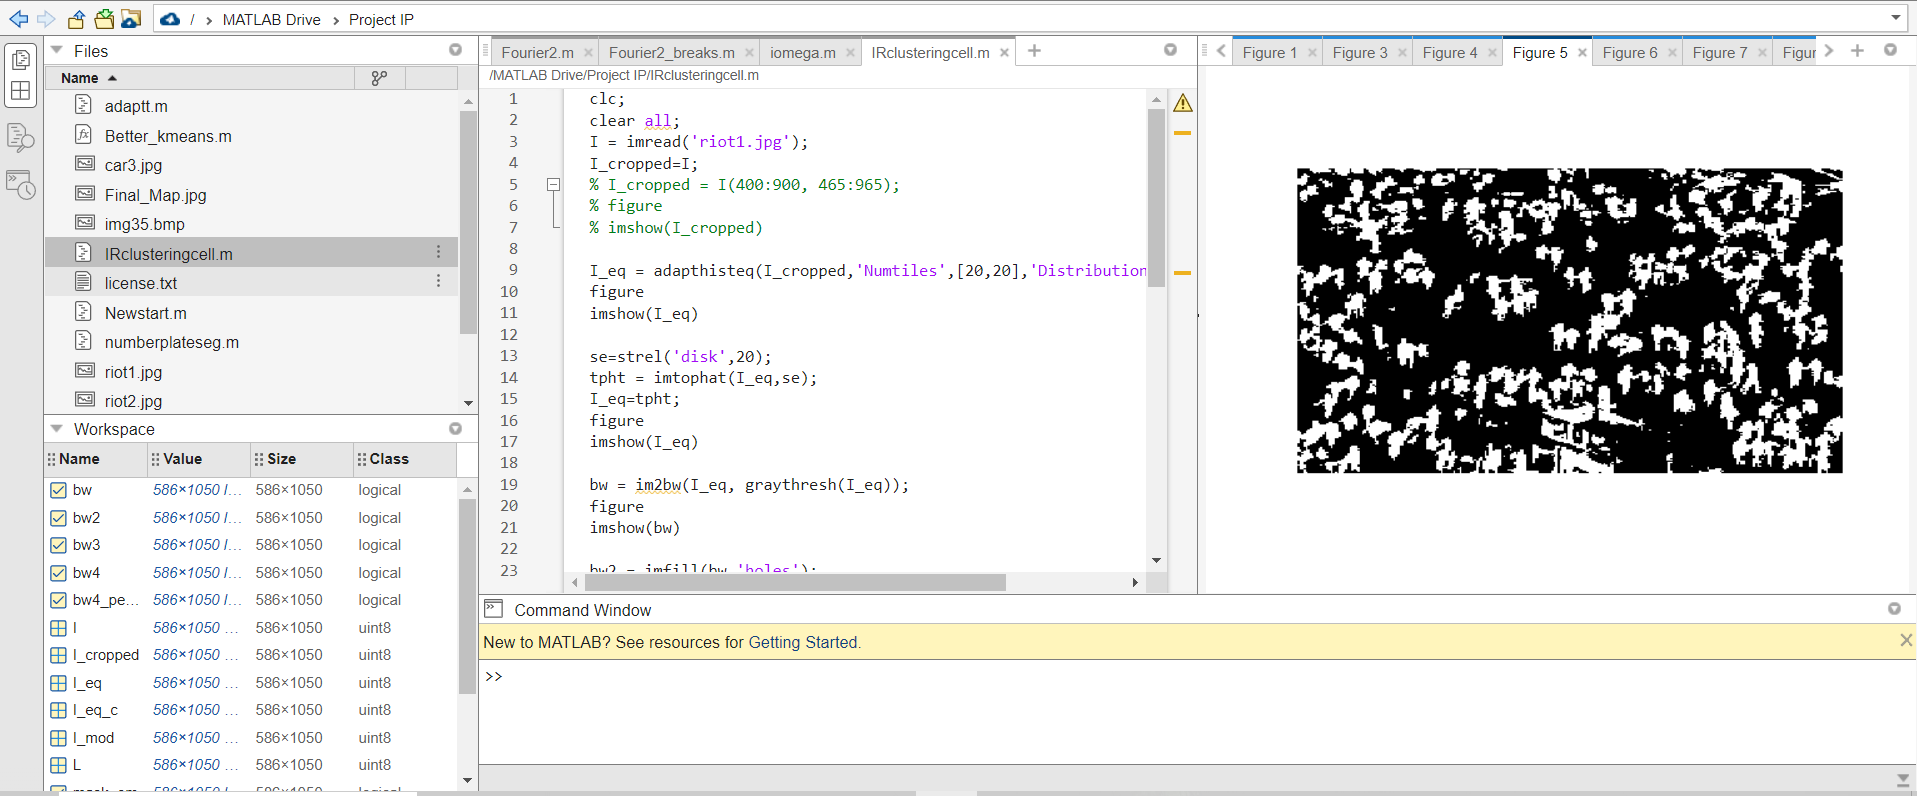 / › MATLAB Drive › Project IP
Files
Name
adaptt.m
Better_kmeans.m
car3.jpg
Final_Map.jpg
img35.bmp
IRclusteringcell.m
license.txt
Newstart.m
numberplateseg.m
riot1.jpg
riot2.jpg
Workspace
Name Value Size Class
bw 586×1050 l... 586×1050 logical
bw2 586×1050 l... 586×1050 logical
bw3 586×1050 l... 586×1050 logical
bw4 586×1050 l... 586×1050 logical
bw4_pe... 586×1050 l... 586×1050 logical
I 586×1050 ... 586×1050 uint8
I_cropped 586×1050 ... 586×1050 uint8
I_eq 586×1050 ... 586×1050 uint8
I_eq_c 586×1050 ... 586×1050 uint8
I_mod 586×1050 ... 586×1050 uint8
L 586×1050 ... 586×1050 uint8
Fourier2.m × Fourier2_breaks.m × iomega.m × IRclusteringcell.m × +
/MATLAB Drive/Project IP/IRclusteringcell.m
1 clc;
2 clear all;
3 I = imread('riot1.jpg');
4 I_cropped=I;
5 % I_cropped = I(400:900, 465:965);
6 % figure
7 % imshow(I_cropped)
8
9 I_eq = adapthisteq(I_cropped,'Numtiles',[20,20],'Distribution
10 figure
11 imshow(I_eq)
12
13 se=strel('disk',20);
14 tpht = imtophat(I_eq,se);
15 I_eq=tpht;
16 figure
17 imshow(I_eq)
18
19 bw = im2bw(I_eq, graythresh(I_eq));
20 figure
21 imshow(bw)
22
23 bw2 = imfill(bw,'holes');
Figure 1 × Figure 3 × Figure 4 × Figure 5 × Figure 6 × Figure 7 × Figur
Command Window
New to MATLAB? See resources for Getting Started.
>>